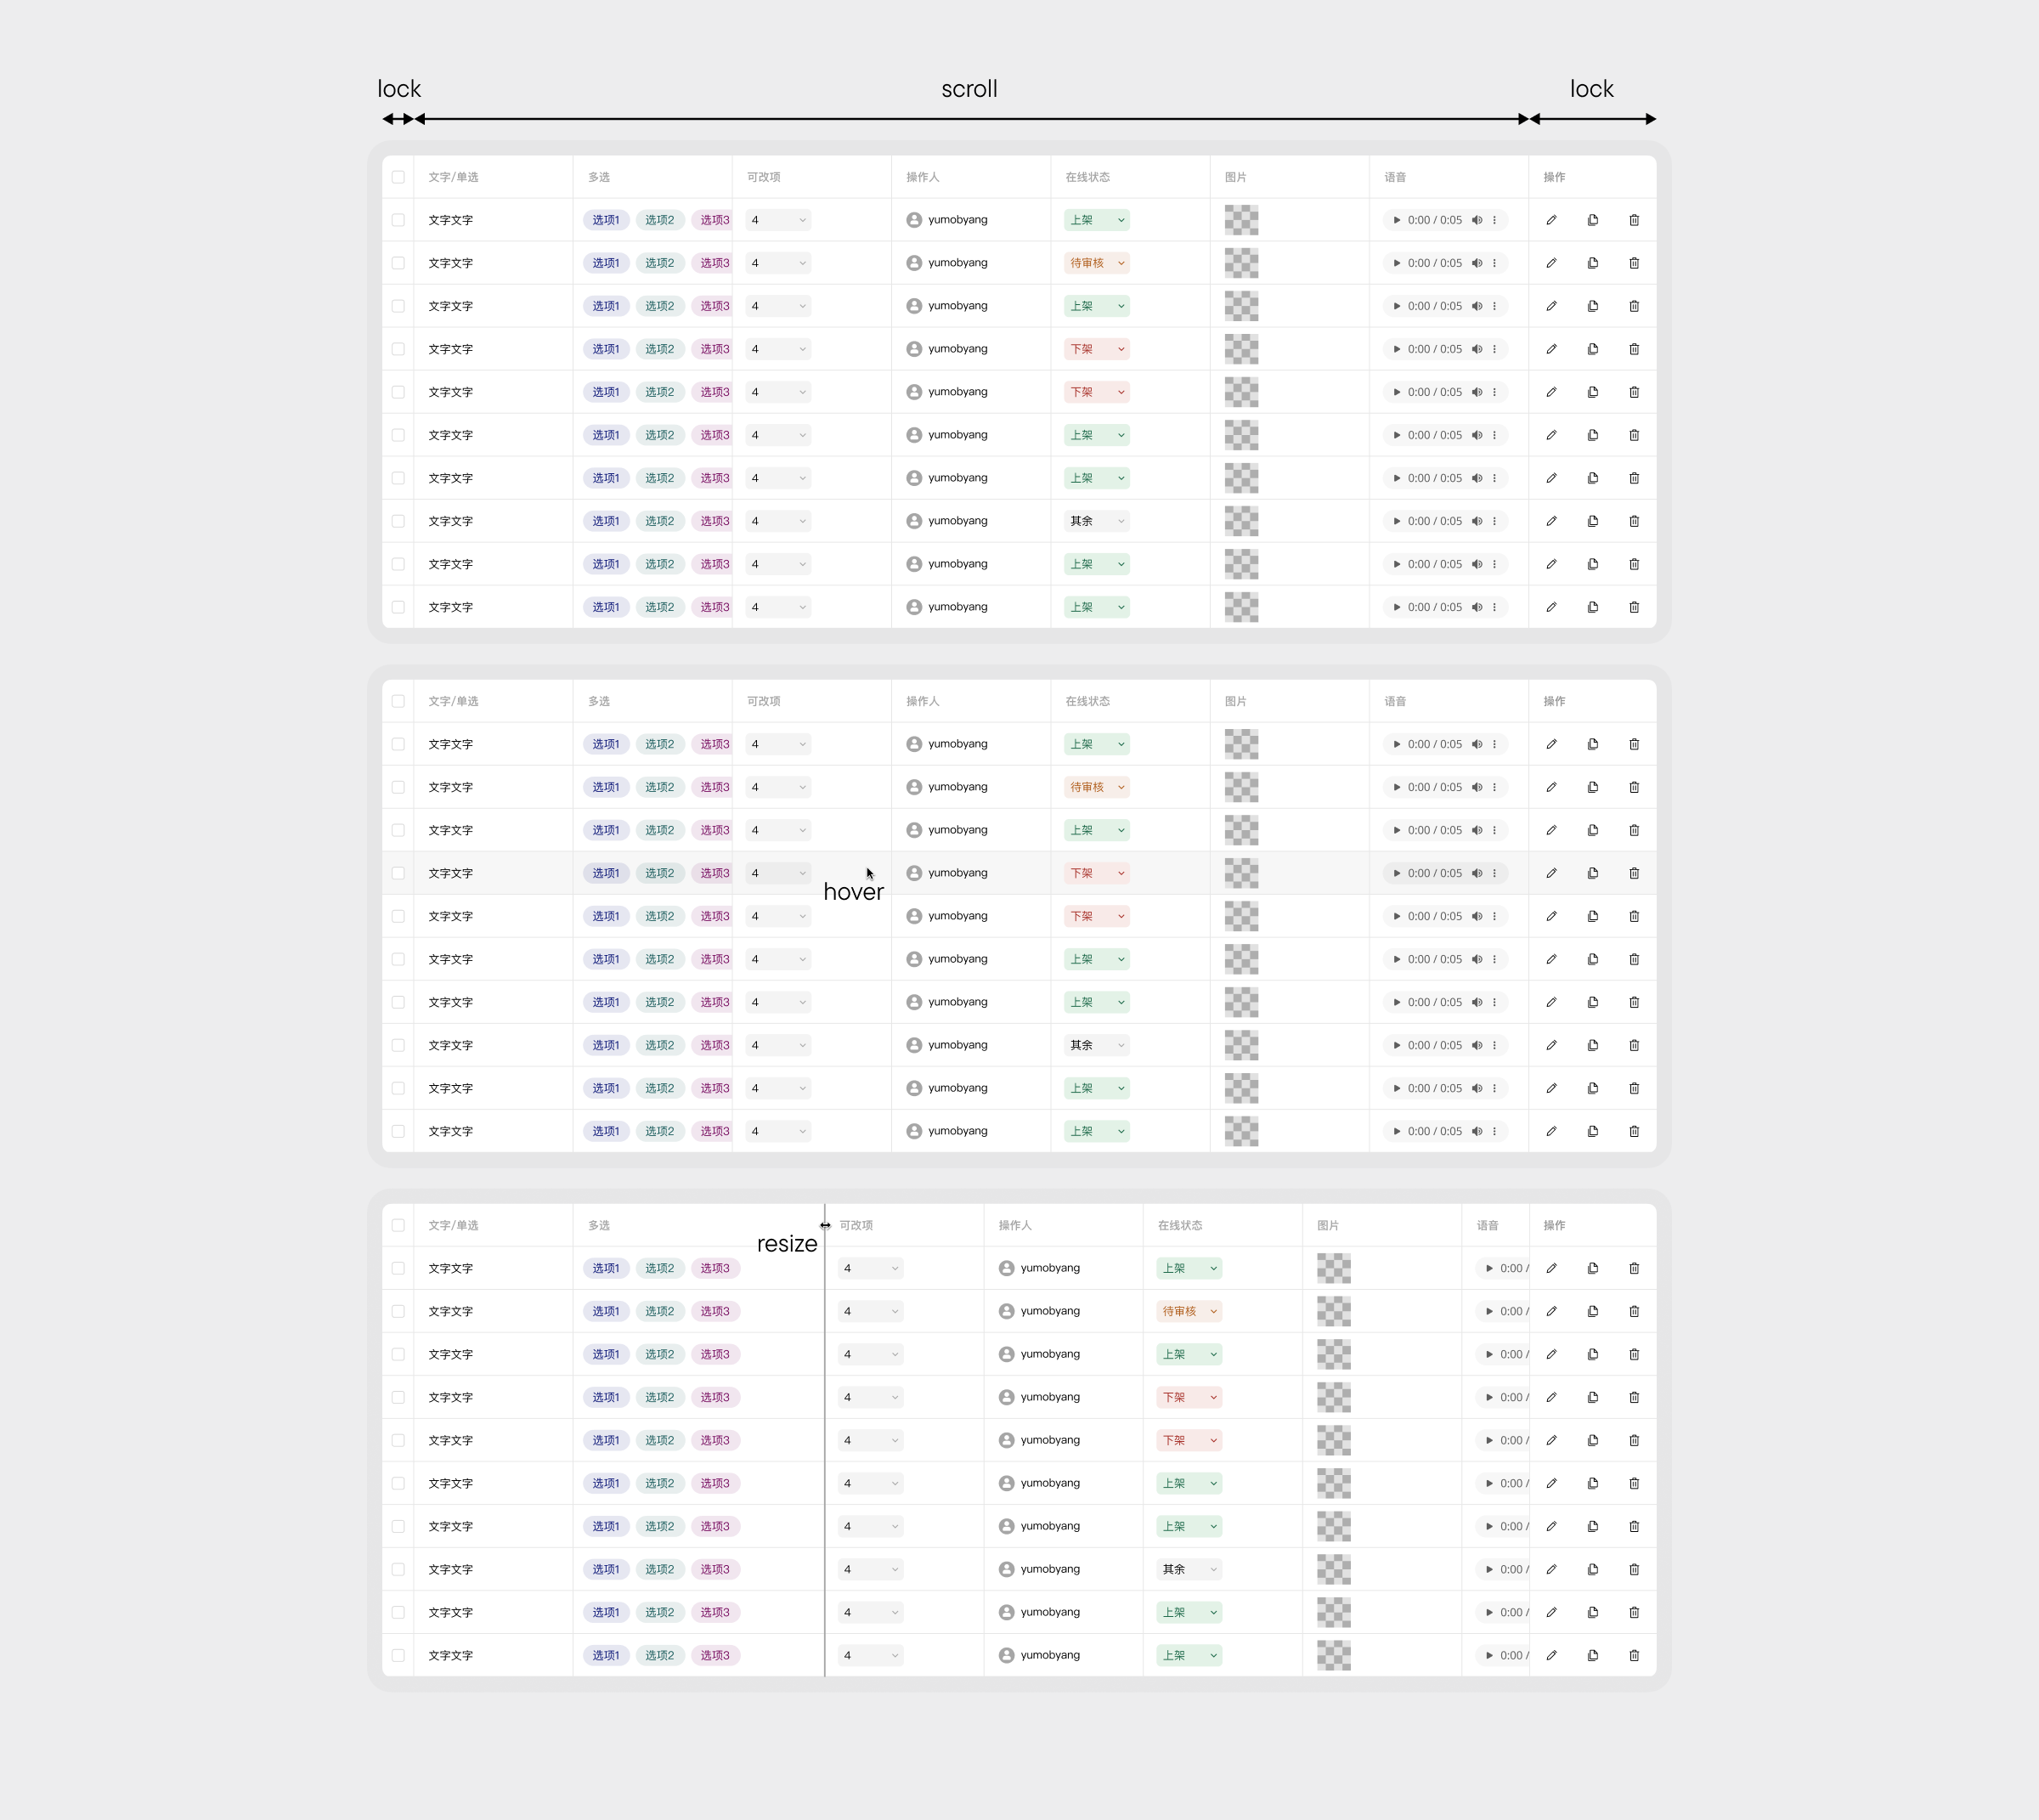 lock scroll lock
文字/单选 多选 可改项 操作人 在线状态 图片 语音 操作
文字文字 选项1 选项2 选项3 4 yumobyang 上架 0:00 / 0:05
文字文字 选项1 选项2 选项3 4 yumobyang 待审核 0:00 / 0:05
文字文字 选项1 选项2 选项3 4 yumobyang 上架 0:00 / 0:05
文字文字 选项1 选项2 选项3 4 yumobyang 下架 0:00 / 0:05
文字文字 选项1 选项2 选项3 4 yumobyang 下架 0:00 / 0:05
文字文字 选项1 选项2 选项3 4 yumobyang 上架 0:00 / 0:05
文字文字 选项1 选项2 选项3 4 yumobyang 上架 0:00 / 0:05
文字文字 选项1 选项2 选项3 4 yumobyang 其余 0:00 / 0:05
文字文字 选项1 选项2 选项3 4 yumobyang 上架 0:00 / 0:05
文字文字 选项1 选项2 选项3 4 yumobyang 上架 0:00 / 0:05
文字/单选 多选 可改项 操作人 在线状态 图片 语音 操作
文字文字 选项1 选项2 选项3 4 yumobyang 上架 0:00 / 0:05
文字文字 选项1 选项2 选项3 4 yumobyang 待审核 0:00 / 0:05
文字文字 选项1 选项2 选项3 4 yumobyang 上架 0:00 / 0:05
文字文字 选项1 选项2 选项3 4 yumobyang 下架 0:00 / 0:05
hover
文字文字 选项1 选项2 选项3 4 yumobyang 下架 0:00 / 0:05
文字文字 选项1 选项2 选项3 4 yumobyang 上架 0:00 / 0:05
文字文字 选项1 选项2 选项3 4 yumobyang 上架 0:00 / 0:05
文字文字 选项1 选项2 选项3 4 yumobyang 其余 0:00 / 0:05
文字文字 选项1 选项2 选项3 4 yumobyang 上架 0:00 / 0:05
文字文字 选项1 选项2 选项3 4 yumobyang 上架 0:00 / 0:05
文字/单选 多选 可改项 操作人 在线状态 图片 语音 操作
resize
文字文字 选项1 选项2 选项3 4 yumobyang 上架 0:00 /
文字文字 选项1 选项2 选项3 4 yumobyang 待审核 0:00 /
文字文字 选项1 选项2 选项3 4 yumobyang 上架 0:00 /
文字文字 选项1 选项2 选项3 4 yumobyang 下架 0:00 /
文字文字 选项1 选项2 选项3 4 yumobyang 下架 0:00 /
文字文字 选项1 选项2 选项3 4 yumobyang 上架 0:00 /
文字文字 选项1 选项2 选项3 4 yumobyang 上架 0:00 /
文字文字 选项1 选项2 选项3 4 yumobyang 其余 0:00 /
文字文字 选项1 选项2 选项3 4 yumobyang 上架 0:00 /
文字文字 选项1 选项2 选项3 4 yumobyang 上架 0:00 /